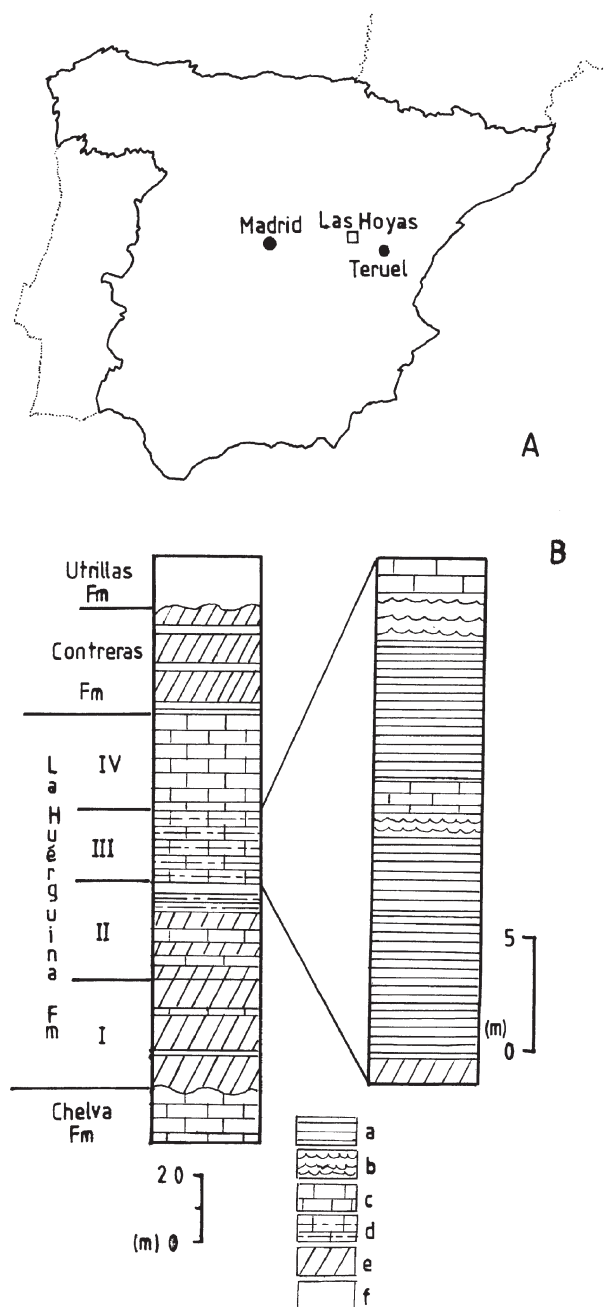 Madrid
Las Hoyas
Teruel
A
B
Utrillas
Fm
Contreras
Fm
La Huérguina Fm
IV
III
II
I
Chelva
Fm
5
(m)
0
20
(m) 0
a
b
c
d
e
f